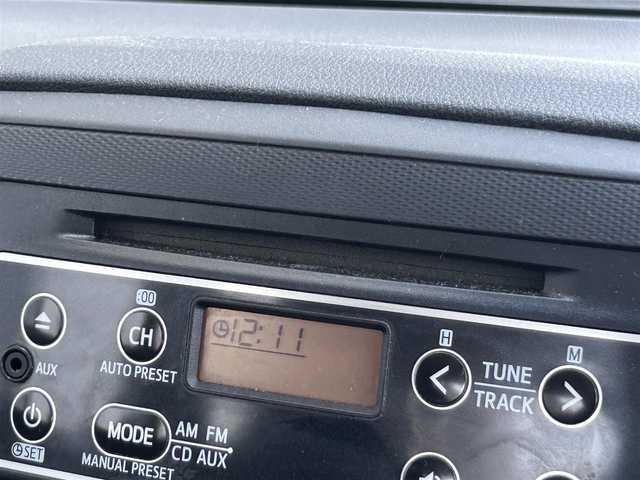 :00
CH
AUTO PRESET
AUX
SET
MODE
MANUAL PRESET
AM FM
CD AUX
12:11
H
<
TUNE
TRACK
M
>